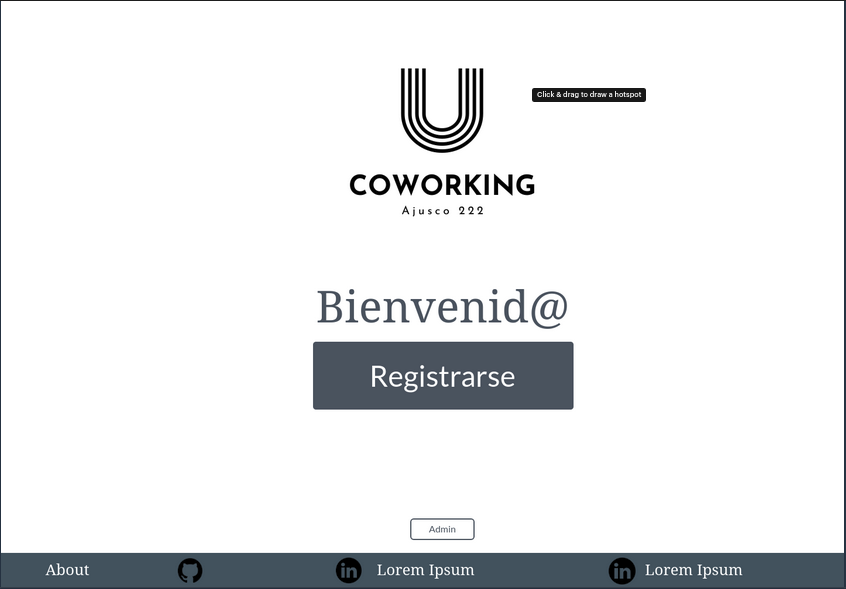 Click & drag to draw a hotspot
COWORKING
Ajusco 222
Bienvenid@
Registrarse
Admin
About
in Lorem Ipsum
in Lorem Ipsum